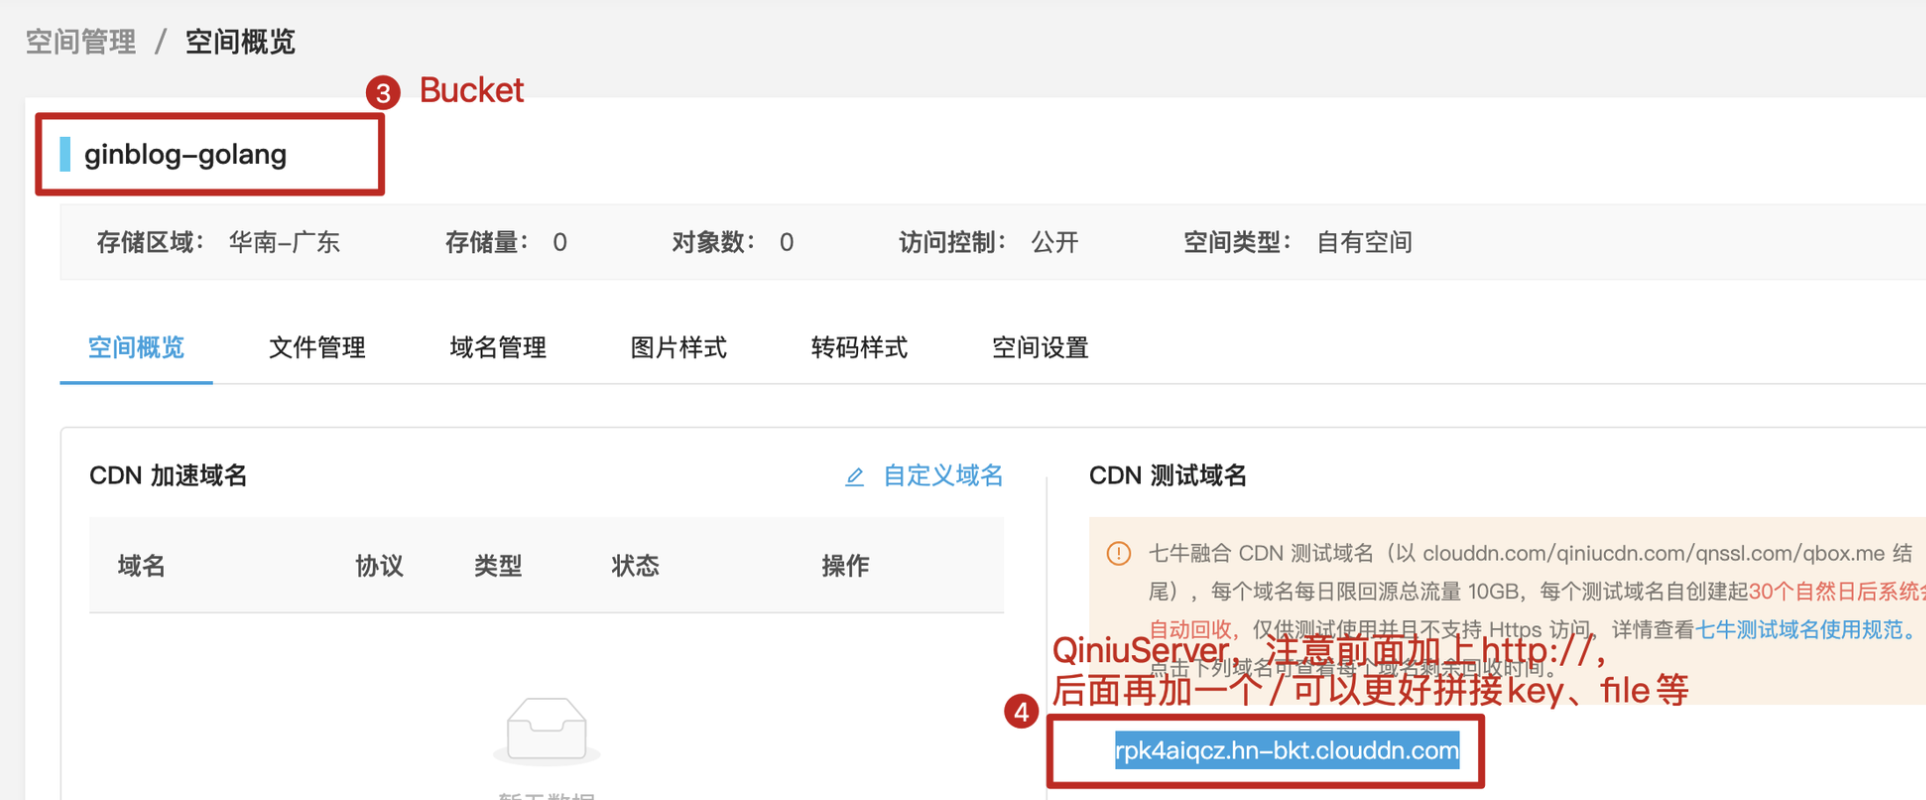 空间管理 / 空间概览
3 Bucket
ginblog-golang
存储区域： 华南-广东 存储量： 0 对象数： 0 访问控制： 公开 空间类型： 自有空间
空间概览 文件管理 域名管理 图片样式 转码样式 空间设置
CDN 加速域名 自定义域名
域名 协议 类型 状态 操作
暂无数据
CDN 测试域名
七牛融合 CDN 测试域名（以 clouddn.com/qiniucdn.com/qnssl.com/qbox.me 结
尾），每个域名每日限回源总流量 10GB，每个测试域名自创建起30个自然日后系统会
自动回收，仅供测试使用并且不支持 Https 访问，详情查看七牛测试域名使用规范。
点击下列域名可查看每个域名剩余回收时间。
QiniuServer，注意前面加上http://，
后面再加一个 / 可以更好拼接key、file等
4
rpk4aiqcz.hn-bkt.clouddn.com